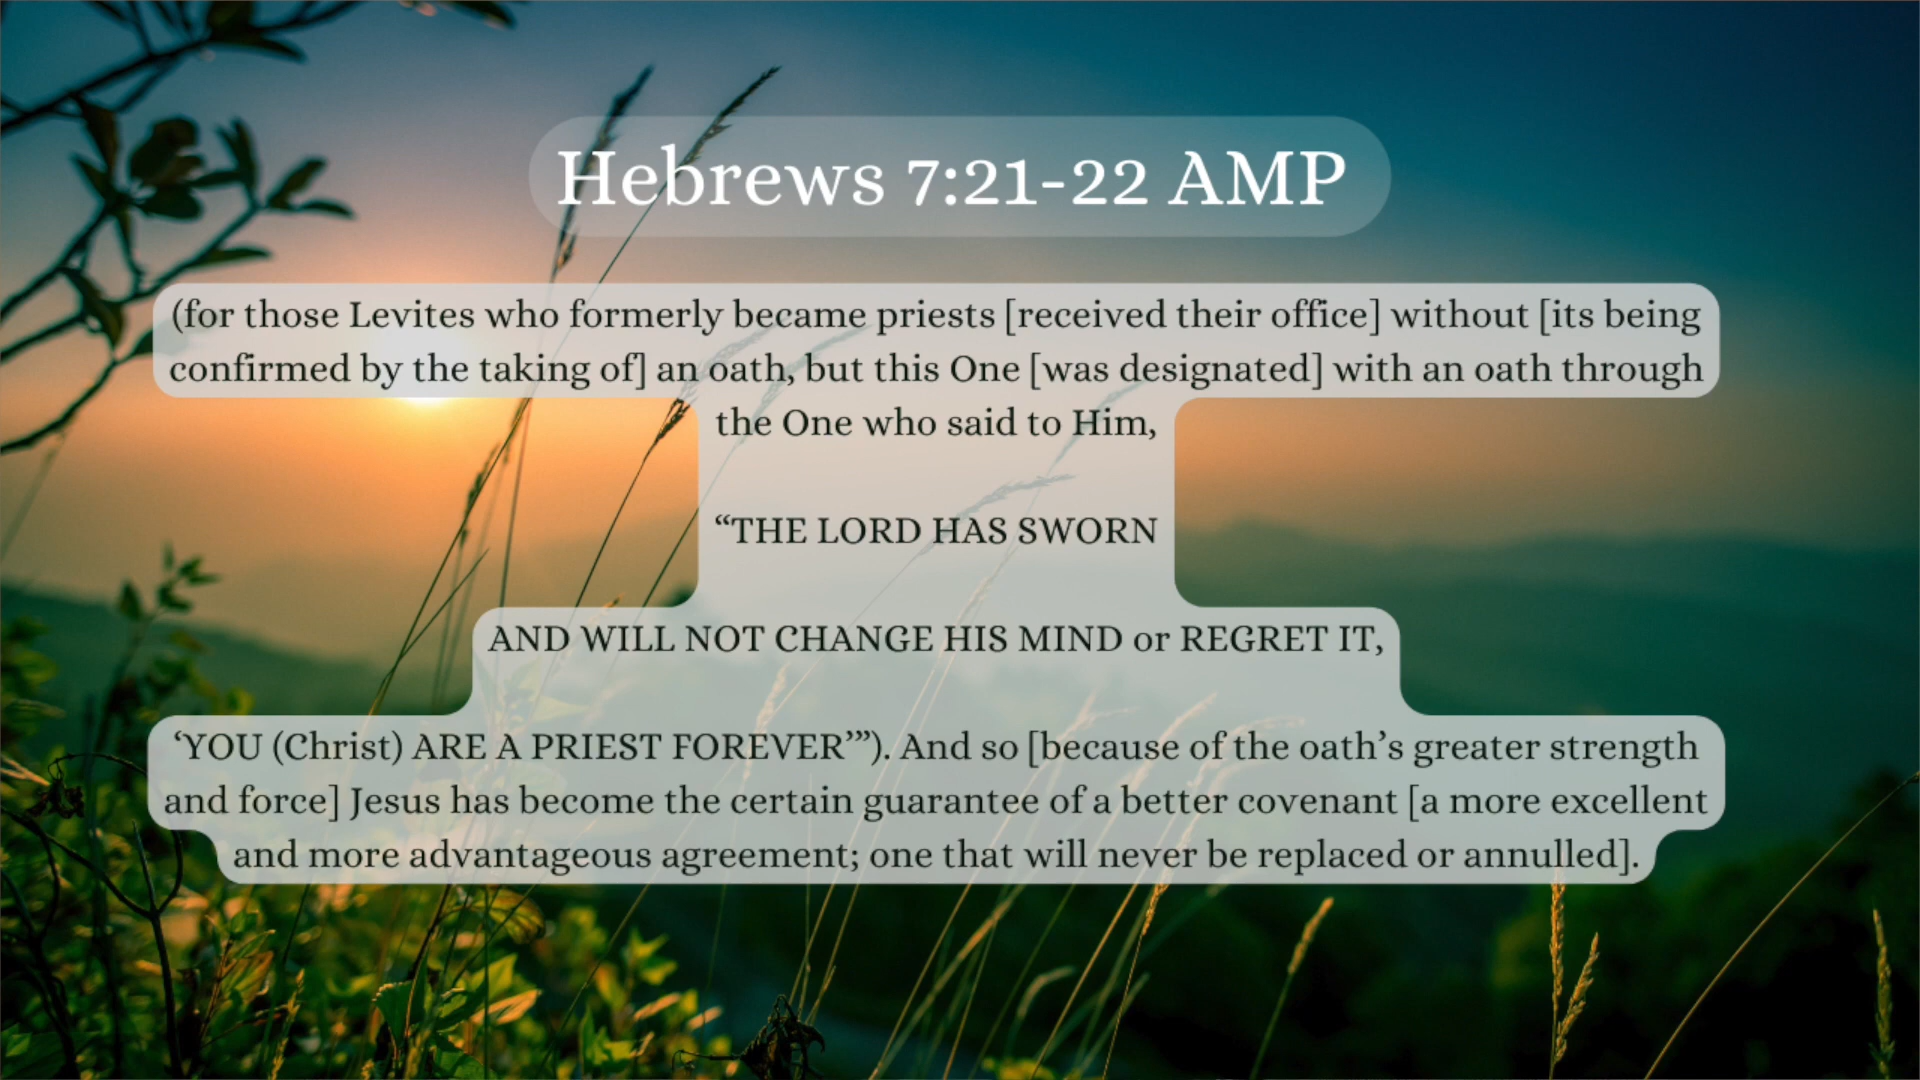 Hebrews 7:21-22 AMP
(for those Levites who formerly became priests [received their office] without [its being
confirmed by the taking of] an oath, but this One [was designated] with an oath through
the One who said to Him,
“THE LORD HAS SWORN
AND WILL NOT CHANGE HIS MIND or REGRET IT,
‘YOU (Christ) ARE A PRIEST FOREVER’”). And so [because of the oath’s greater strength
and force] Jesus has become the certain guarantee of a better covenant [a more excellent
and more advantageous agreement; one that will never be replaced or annulled].